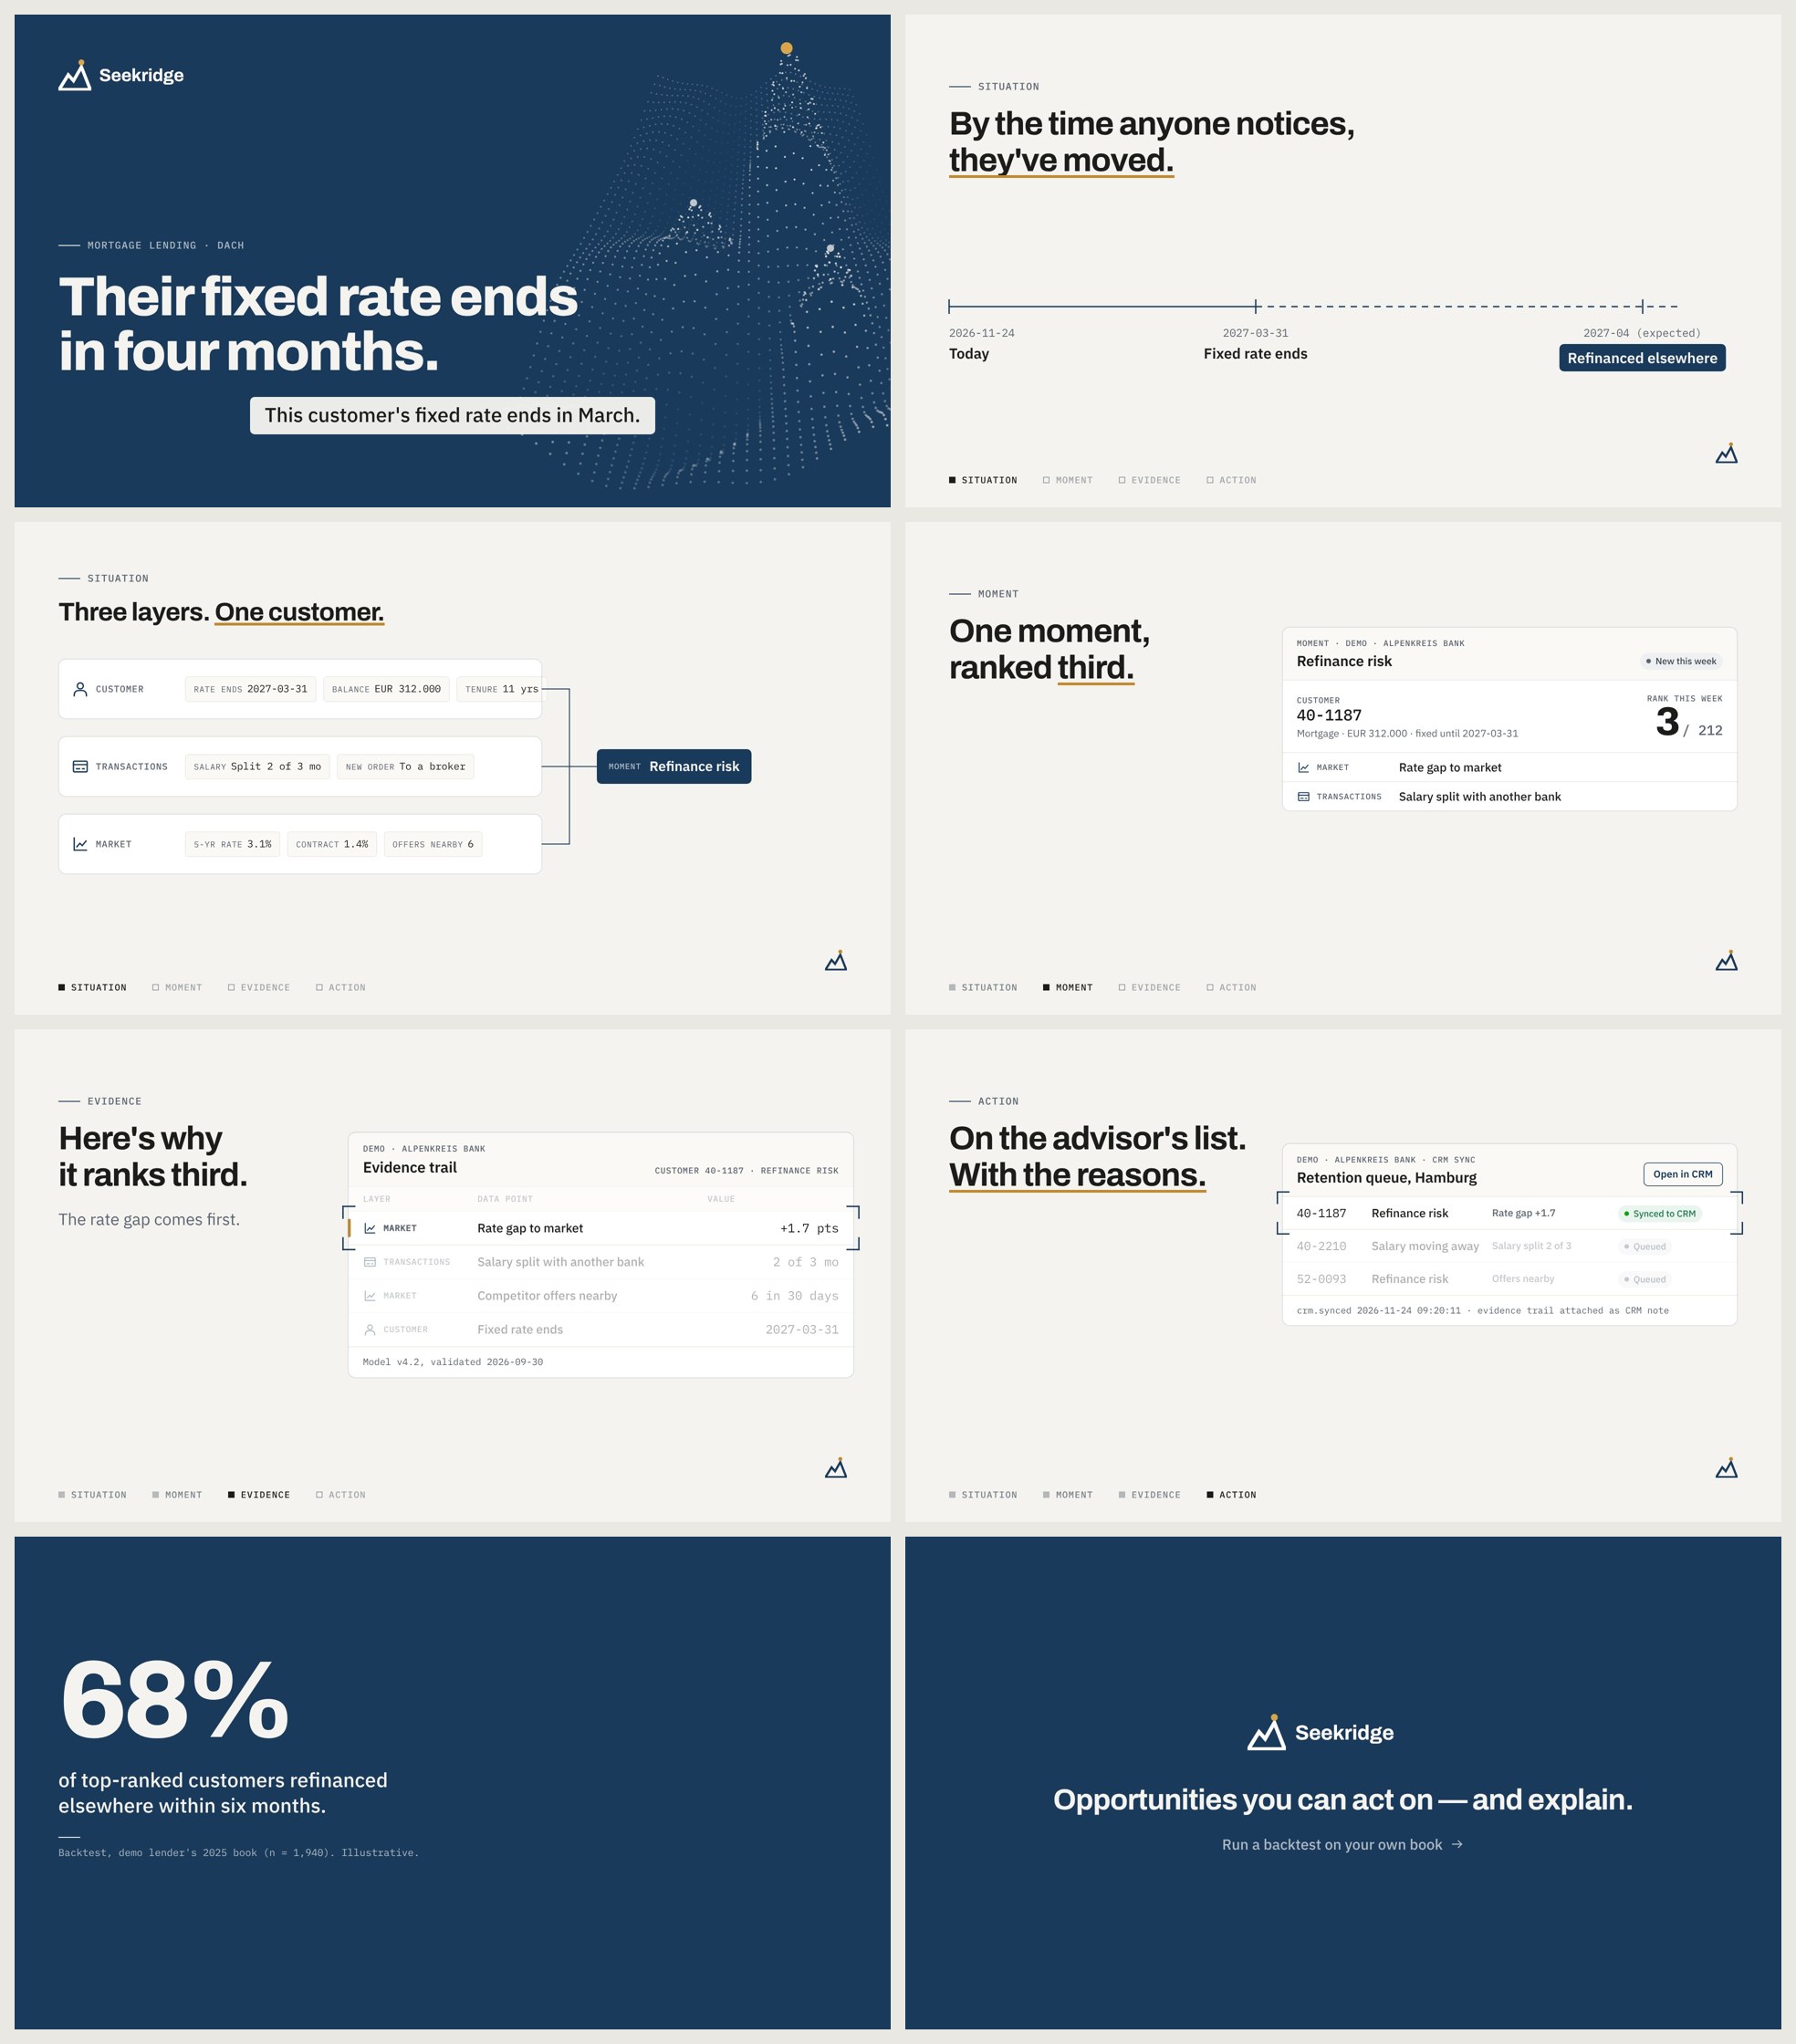 Seekridge
MORTGAGE LENDING · DACH
Their fixed rate ends
in four months.
This customer's fixed rate ends in March.
SITUATION
By the time anyone notices,
they've moved.
2026-11-24
Today
2027-03-31
Fixed rate ends
2027-04 (expected)
Refinanced elsewhere
SITUATION MOMENT EVIDENCE ACTION
SITUATION
Three layers. One customer.
CUSTOMER RATE ENDS 2027-03-31 BALANCE EUR 312.000 TENURE 11 yrs
TRANSACTIONS SALARY Split 2 of 3 mo NEW ORDER To a broker
MOMENT Refinance risk
MARKET 5-YR RATE 3.1% CONTRACT 1.4% OFFERS NEARBY 6
SITUATION MOMENT EVIDENCE ACTION
MOMENT
One moment,
ranked third.
MOMENT · DEMO · ALPENKREIS BANK
Refinance risk
New this week
CUSTOMER
40-1187
Mortgage · EUR 312.000 · fixed until 2027-03-31
RANK THIS WEEK
3 / 212
MARKET Rate gap to market
TRANSACTIONS Salary split with another bank
SITUATION MOMENT EVIDENCE ACTION
EVIDENCE
Here's why
it ranks third.
The rate gap comes first.
DEMO · ALPENKREIS BANK
Evidence trail
CUSTOMER 40-1187 · REFINANCE RISK
LAYER DATA POINT VALUE
MARKET Rate gap to market +1.7 pts
TRANSACTIONS Salary split with another bank 2 of 3 mo
MARKET Competitor offers nearby 6 in 30 days
CUSTOMER Fixed rate ends 2027-03-31
Model v4.2, validated 2026-09-30
SITUATION MOMENT EVIDENCE ACTION
ACTION
On the advisor's list.
With the reasons.
DEMO · ALPENKREIS BANK · CRM SYNC
Retention queue, Hamburg
Open in CRM
40-1187 Refinance risk Rate gap +1.7 Synced to CRM
40-2210 Salary moving away Salary split 2 of 3 Queued
52-0093 Refinance risk Offers nearby Queued
crm.synced 2026-11-24 09:20:11 · evidence trail attached as CRM note
SITUATION MOMENT EVIDENCE ACTION
68%
of top-ranked customers refinanced
elsewhere within six months.
Backtest, demo lender's 2025 book (n = 1,940). Illustrative.
Seekridge
Opportunities you can act on — and explain.
Run a backtest on your own book →